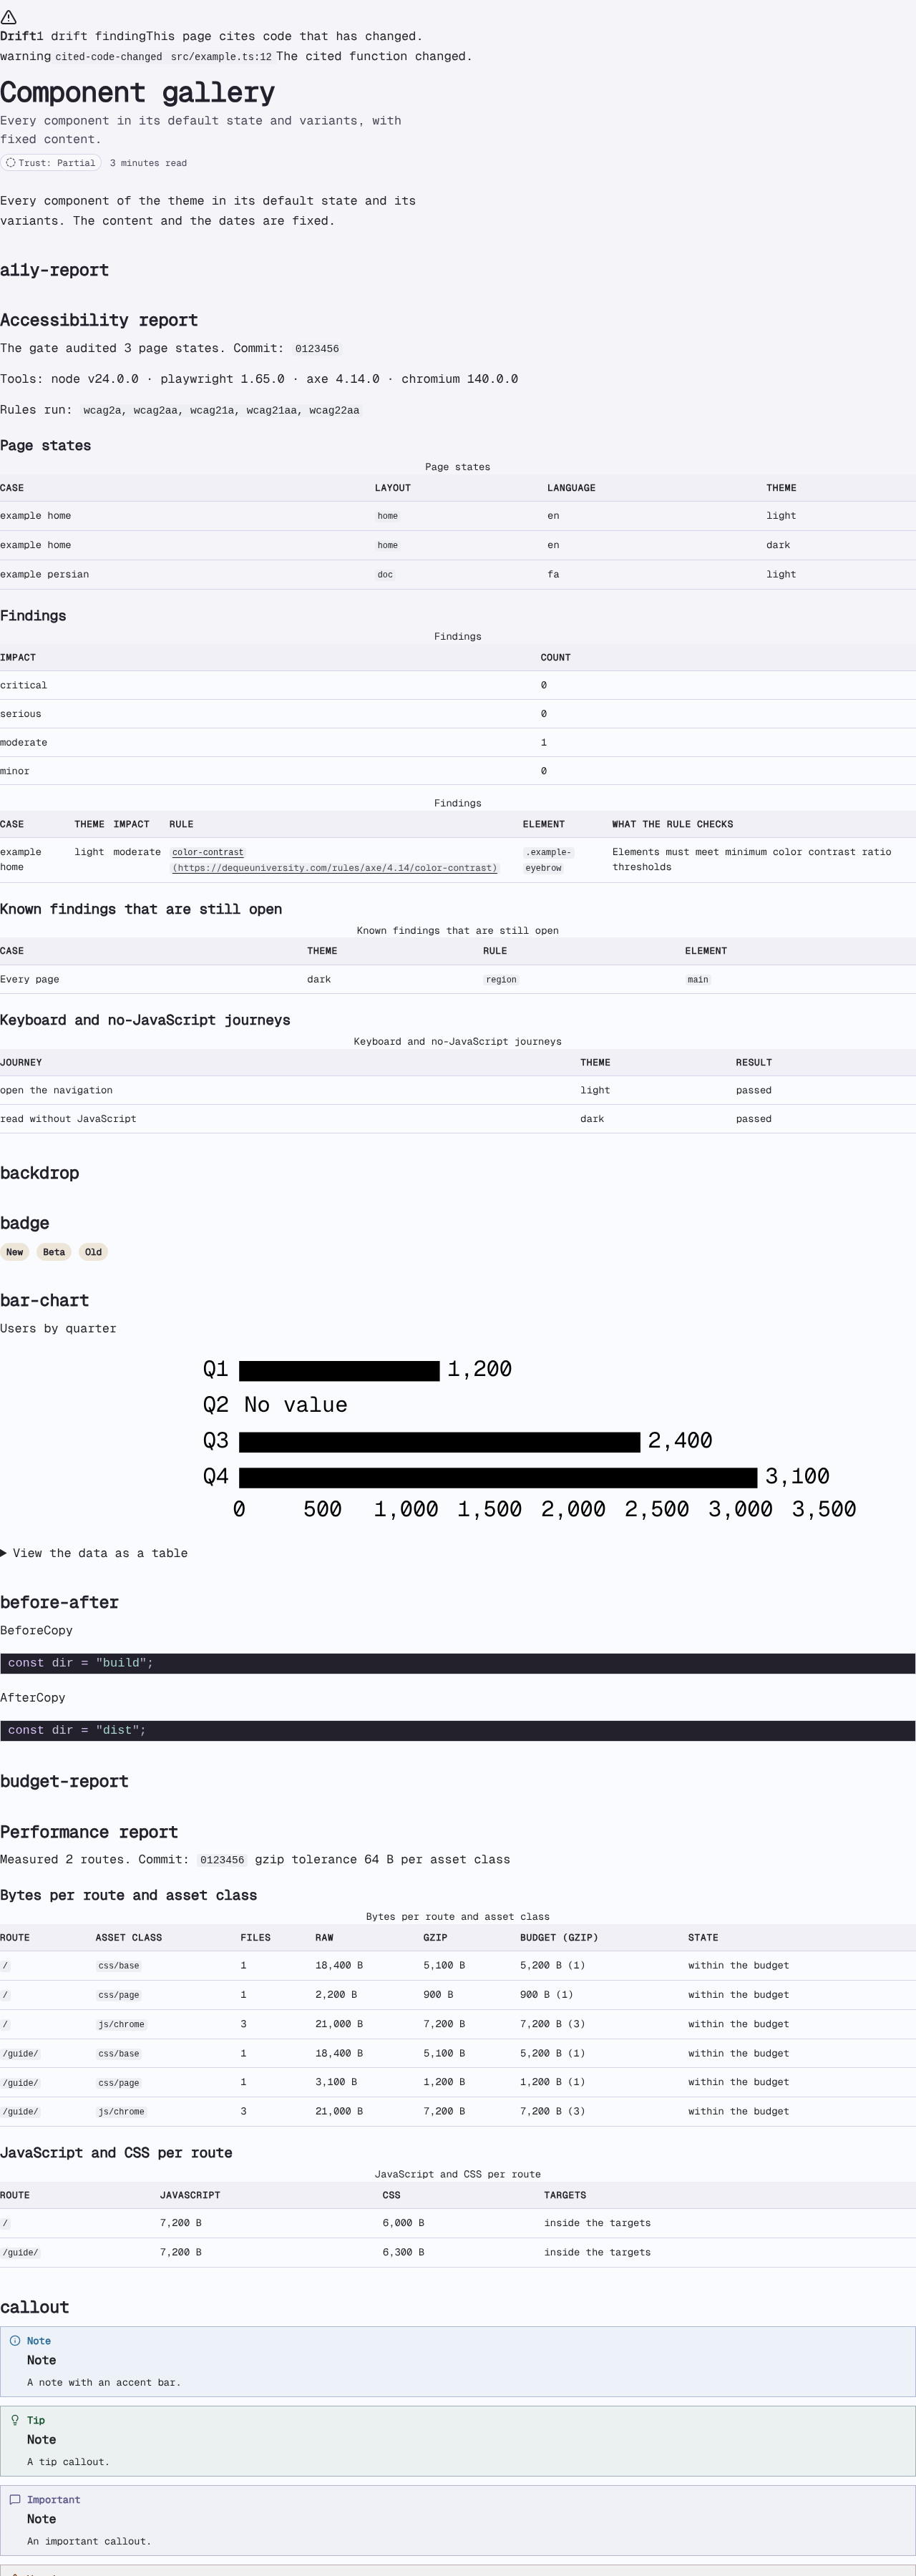 Drift1 drift findingThis page cites code that has changed.
warning cited-code-changed src/example.ts:12 The cited function changed.
Component gallery
Every component in its default state and variants, with
fixed content.
Trust: Partial 3 minutes read
Every component of the theme in its default state and its
variants. The content and the dates are fixed.
a11y-report
Accessibility report
The gate audited 3 page states. Commit: 0123456
Tools: node v24.0.0 · playwright 1.65.0 · axe 4.14.0 · chromium 140.0.0
Rules run: wcag2a, wcag2aa, wcag21a, wcag21aa, wcag22aa
Page states
Page states
CASE LAYOUT LANGUAGE THEME
example home home en light
example home home en dark
example persian doc fa light
Findings
Findings
IMPACT COUNT
critical 0
serious 0
moderate 1
minor 0
Findings
CASE THEME IMPACT RULE ELEMENT WHAT THE RULE CHECKS
example light moderate color-contrast .example- Elements must meet minimum color contrast ratio
home (https://dequeuniversity.com/rules/axe/4.14/color-contrast) eyebrow thresholds
Known findings that are still open
Known findings that are still open
CASE THEME RULE ELEMENT
Every page dark region main
Keyboard and no-JavaScript journeys
Keyboard and no-JavaScript journeys
JOURNEY THEME RESULT
open the navigation light passed
read without JavaScript dark passed
backdrop
badge
New Beta Old
bar-chart
Users by quarter
Q1 1,200
Q2 No value
Q3 2,400
Q4 3,100
0 500 1,000 1,500 2,000 2,500 3,000 3,500
View the data as a table
before-after
BeforeCopy
const dir = "build";
AfterCopy
const dir = "dist";
budget-report
Performance report
Measured 2 routes. Commit: 0123456 gzip tolerance 64 B per asset class
Bytes per route and asset class
Bytes per route and asset class
ROUTE ASSET CLASS FILES RAW GZIP BUDGET (GZIP) STATE
/ css/base 1 18,400 B 5,100 B 5,200 B (1) within the budget
/ css/page 1 2,200 B 900 B 900 B (1) within the budget
/ js/chrome 3 21,000 B 7,200 B 7,200 B (3) within the budget
/guide/ css/base 1 18,400 B 5,100 B 5,200 B (1) within the budget
/guide/ css/page 1 3,100 B 1,200 B 1,200 B (1) within the budget
/guide/ js/chrome 3 21,000 B 7,200 B 7,200 B (3) within the budget
JavaScript and CSS per route
JavaScript and CSS per route
ROUTE JAVASCRIPT CSS TARGETS
/ 7,200 B 6,000 B inside the targets
/guide/ 7,200 B 6,300 B inside the targets
callout
Note
Note
A note with an accent bar.
Tip
Note
A tip callout.
Important
Note
An important callout.